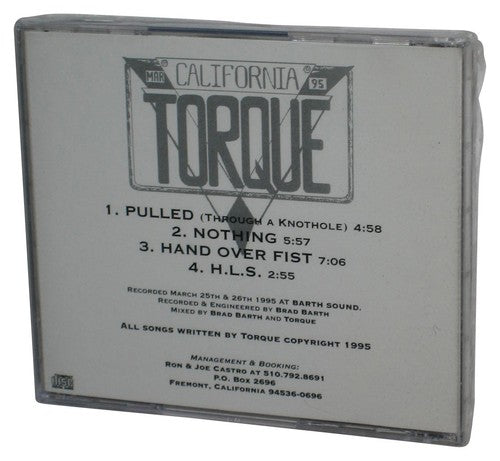 CALIFORNIA
MAR 95
TORQUE
1. PULLED (THROUGH A KNOTHOLE) 4:58
2. NOTHING 5:57
3. HAND OVER FIST 7:06
4. H.L.S. 2:55
RECORDED MARCH 25TH & 26TH 1995 AT BARTH SOUND.
RECORDED & ENGINEERED BY BRAD BARTH
MIXED BY BRAD BARTH AND TORQUE
ALL SONGS WRITTEN BY TORQUE COPYRIGHT 1995
MANAGEMENT & BOOKING:
RON & JOE CASTRO AT 510.792.8691
P.O. BOX 2696
FREMONT, CALIFORNIA 94536-0696
disc